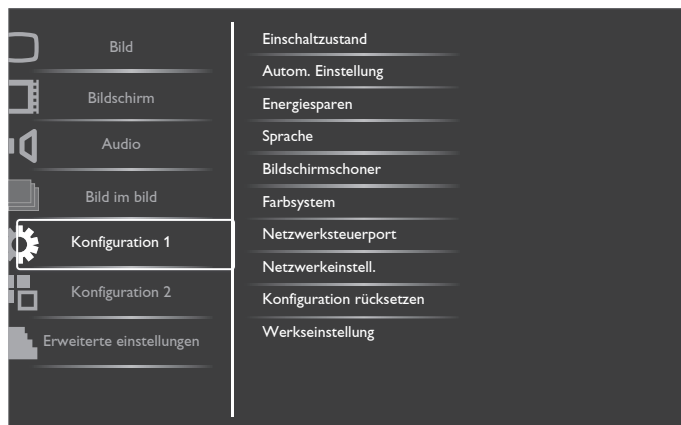 Bild
Bildschirm
Audio
Bild im bild
Konfiguration 1
Konfiguration 2
Erweiterte einstellungen
Einschaltzustand
Autom. Einstellung
Energiesparen
Sprache
Bildschirmschoner
Farbsystem
Netzwerksteuerport
Netzwerkeinstell.
Konfiguration rücksetzen
Werkseinstellung